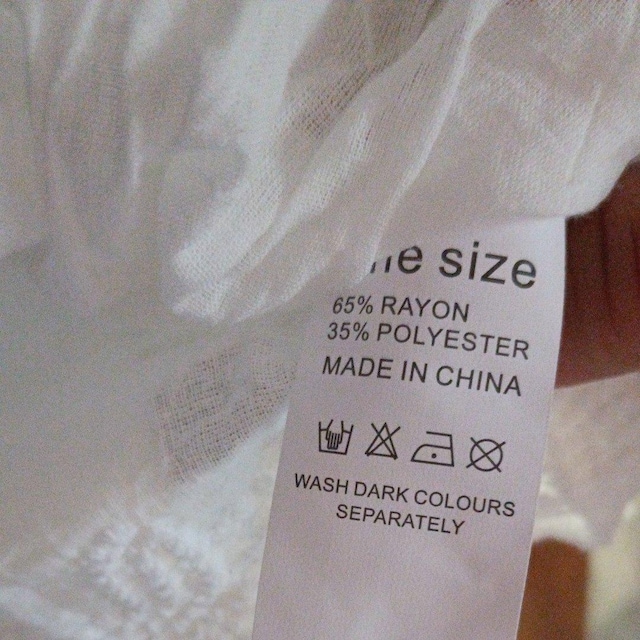 size
65% RAYON
35% POLYESTER
MADE IN CHINA
WASH DARK COLOURS
SEPARATELY